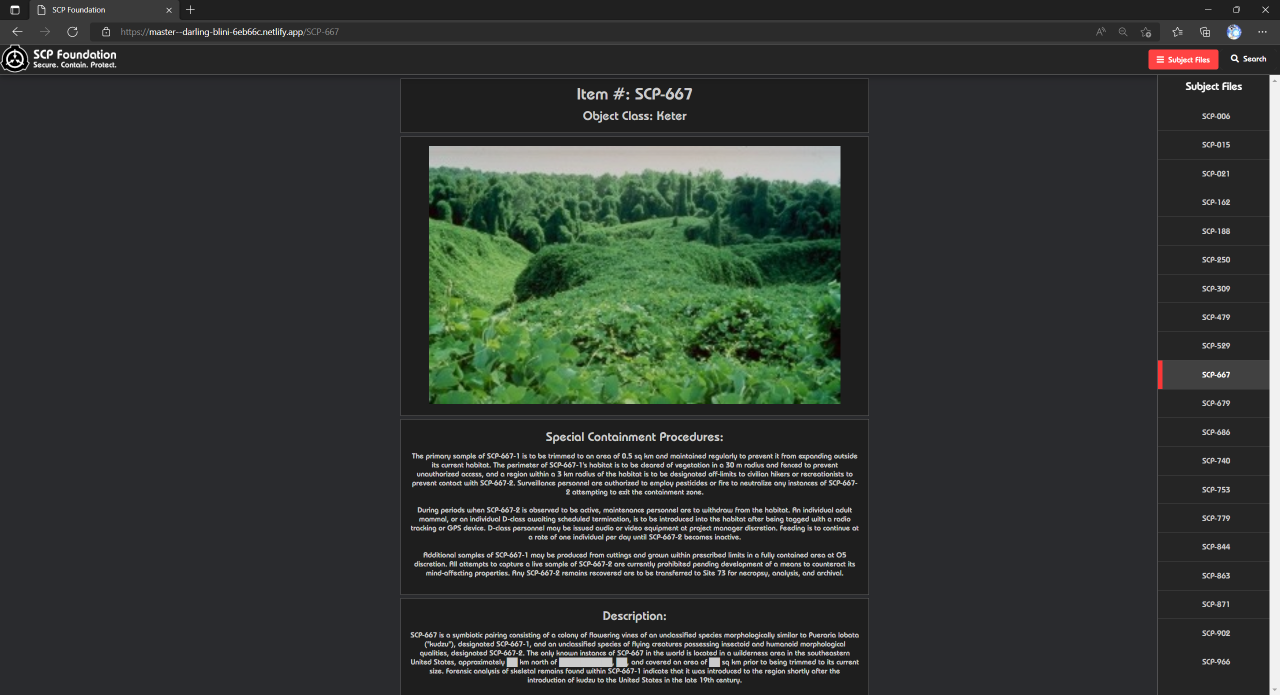 SCP Foundation
https://master--darling-blini-6eb66c.netlify.app/SCP-667
SCP Foundation
Secure. Contain. Protect.
Subject Files
Search
Item #: SCP-667
Object Class: Keter
Special Containment Procedures:
The primary sample of SCP-667-1 is to be trimmed to an area of 0.5 sq km and maintained regularly to prevent it from expanding outside
its current habitat. The perimeter of SCP-667-1's habitat is to be cleared of vegetation in a 30 m radius and fenced to prevent
unauthorized access, and a region within a 3 km radius of the habitat is to be designated off-limits to civilian hikers or recreationists to
prevent contact with SCP-667-2. Surveillance personnel are authorized to employ pesticides or fire to neutralize any instances of SCP-667-
2 attempting to exit the containment zone.
During periods when SCP-667-2 is observed to be active, maintenance personnel are to withdraw from the habitat. An individual adult
mammal, or an individual D-class awaiting scheduled termination, is to be introduced into the habitat after being tagged with a radio
tracking or GPS device. D-class personnel may be issued audio or video equipment at project manager discretion. Feeding is to continue at
a rate of one individual per day until SCP-667-2 becomes inactive.
Additional samples of SCP-667-1 may be produced from cuttings and grown within prescribed limits in a fully contained area at O5
discretion. All attempts to capture a live sample of SCP-667-2 are currently prohibited pending development of a means to counteract its
mind-affecting properties. Any SCP-667-2 remains recovered are to be transferred to Site 73 for necropsy, analysis, and archival.
Description:
SCP-667 is a symbiotic pairing consisting of a colony of flowering vines of an unclassified species morphologically similar to Pueraria lobata
("kudzu"), designated SCP-667-1, and an unclassified species of flying creatures possessing insectoid and humanoid morphological
qualities, designated SCP-667-2. The only known instance of SCP-667 in the world is located in a wilderness area in the southeastern
United States, approximately ██ km north of ██████████, ██, and covered an area of ██ sq km prior to being trimmed to its current
size. Forensic analysis of skeletal remains found within SCP-667-1 indicate that it was introduced to the region shortly after the
introduction of kudzu to the United States in the late 19th century.
Subject Files
SCP-006
SCP-015
SCP-021
SCP-162
SCP-188
SCP-250
SCP-309
SCP-479
SCP-529
SCP-667
SCP-679
SCP-686
SCP-740
SCP-753
SCP-779
SCP-844
SCP-863
SCP-871
SCP-902
SCP-966